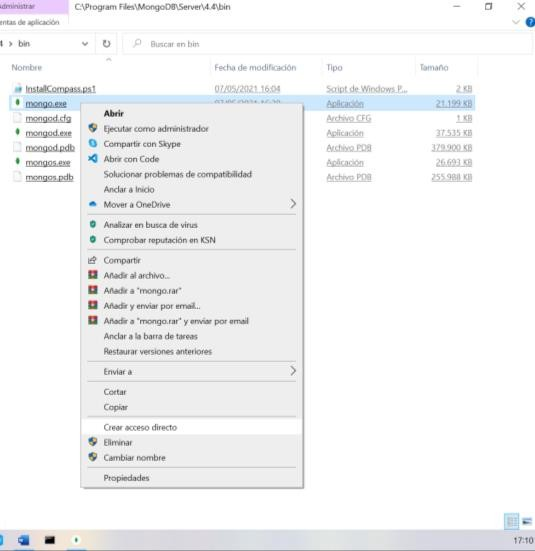 Administrar
C:\Program Files\MongoDB\Server\4.4\bin
entas de aplicación
bin
Buscar en bin
Nombre
Fecha de modificación
Tipo
Tamaño
InstallCompass.ps1
07/05/2021 16:04
Script de Windows P...
2 KB
mongo.exe
Aplicación
21.199 KB
mongod.cfg
Archivo CFG
1 KB
mongod.exe
Aplicación
37.535 KB
mongod.pdb
Archivo PDB
379.900 KB
mongos.exe
Aplicación
26.693 KB
mongos.pdb
Archivo PDB
255.988 KB
Abrir
Ejecutar como administrador
Compartir con Skype
Abrir con Code
Solucionar problemas de compatibilidad
Anclar a Inicio
Mover a OneDrive
Analizar en busca de virus
Comprobar reputación en KSN
Compartir
Añadir al archivo...
Añadir a "mongo.rar"
Añadir y enviar por email...
Añadir a "mongo.rar" y enviar por email
Anclar a la barra de tareas
Restaurar versiones anteriores
Enviar a
Cortar
Copiar
Crear acceso directo
Eliminar
Cambiar nombre
Propiedades
17:10